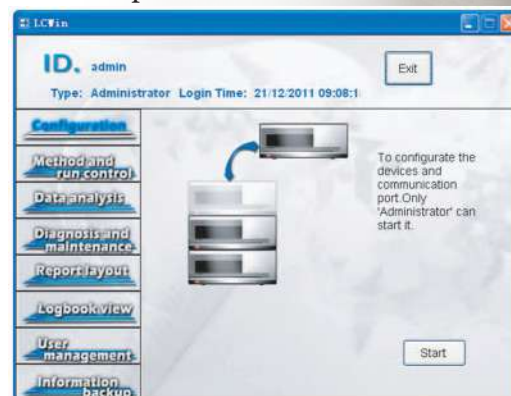 LCWin
ID. admin
Exit
Type: Administrator Login Time: 21/12/2011 09:08:1
Configuration
Method and
run control
Data analysis
Diagnosis and
maintenance
Report layout
Logbook view
User
management
Information
backup
To configurate the
devices and
communication
port.Only
'Administrator' can
start it.
Start